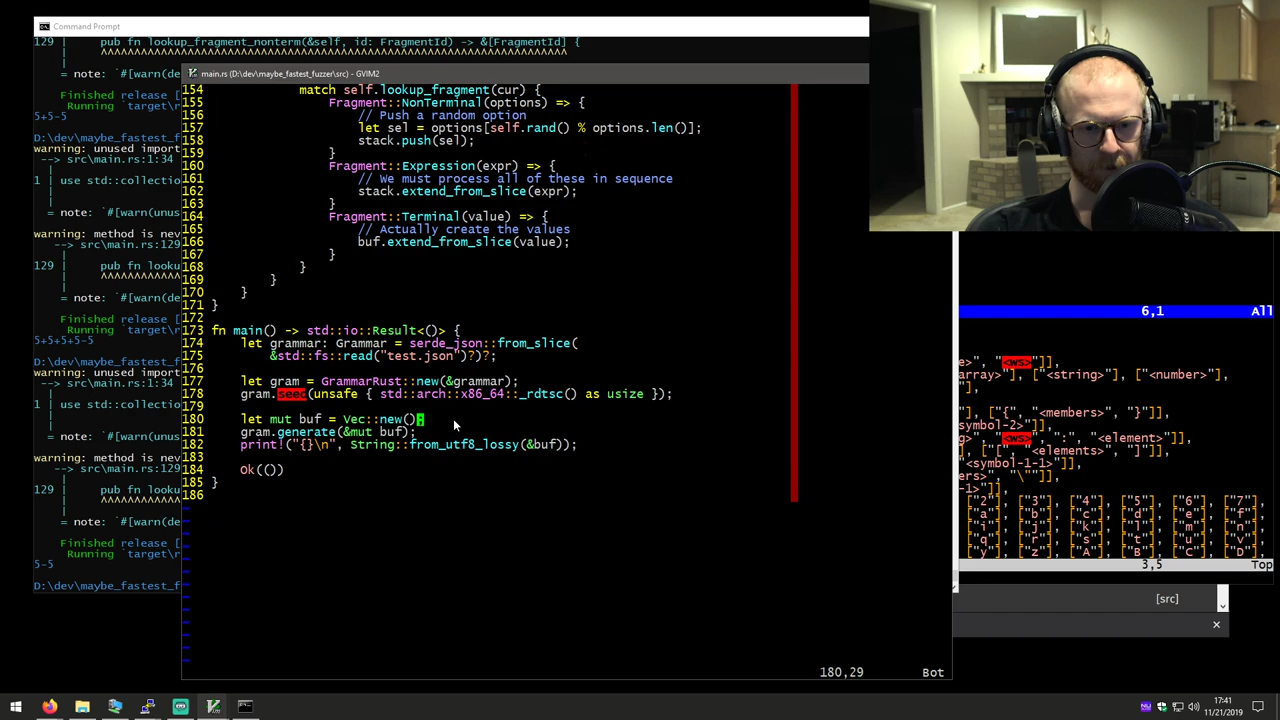 Command Prompt
129 |     pub fn lookup_fragment_nonterm(&self, id: FragmentId) -> &[FragmentId] {
    |     ^^^^^^^^^^^^^^^^^^^^^^^^^^^^^^^^^^^^^^^^^^^^^^^^^^^^^^^^^^^^^^^^
    |
    = note: `#[warn(de
    Finished release [
     Running `target\r
5+5-5
D:\dev\maybe_fastest_f
warning: unused import
 --> src\main.rs:1:34
  |
1 | use std::collectio
  |
  = note: `#[warn(unus
warning: method is nev
   --> src\main.rs:129
    |
129 |     pub fn looku
    |     ^^^^^^^^^^^^
    |
    = note: `#[warn(de
    Finished release [
     Running `target\r
5+5+5+5-5
D:\dev\maybe_fastest_f
warning: unused import
 --> src\main.rs:1:34
  |
1 | use std::collectio
  |
  = note: `#[warn(unus
warning: method is nev
   --> src\main.rs:129
    |
129 |     pub fn looku
    |     ^^^^^^^^^^^^
    |
    = note: `#[warn(de
    Finished release [
     Running `target\r
5-5
D:\dev\maybe_fastest_f
main.rs (D:\dev\maybe_fastest_fuzzer\src) - GVIM2
154             match self.lookup_fragment(cur) {
155                 Fragment::NonTerminal(options) => {
156                     // Push a random option
157                     let sel = options[self.rand() % options.len()];
158                     stack.push(sel);
159                 }
160                 Fragment::Expression(expr) => {
161                     // We must process all of these in sequence
162                     stack.extend_from_slice(expr);
163                 }
164                 Fragment::Terminal(value) => {
165                     // Actually create the values
166                     buf.extend_from_slice(value);
167                 }
168             }
169         }
170     }
171 }
172
173 fn main() -> std::io::Result<()> {
174     let grammar: Grammar = serde_json::from_slice(
175         &std::fs::read("test.json")?)?;
176
177     let gram = GrammarRust::new(&grammar);
178     gram.seed(unsafe { std::arch::x86_64::_rdtsc() as usize });
179
180     let mut buf = Vec::new();
181     gram.generate(&mut buf);
182     print!("{}\n", String::from_utf8_lossy(&buf));
183
184     Ok(())
185 }
186
180,29 Bot
6,1 All
e>", "<ws>"]],
array>"], ["<string>"], ["<number>"],
, ["{", "<members>", "}"]],
ymbol-2>"]],
g>", "<ws>", ":", "<element>"]],
, ["[", "<elements>", "]"]],
<symbol-1-1>"]],
ers>", "\""]],
-1>"]],
["2"], ["3"], ["4"], ["5"], ["6"], ["7"],
["a"], ["b"], ["c"], ["d"], ["e"], ["f"],
["i"], ["j"], ["k"], ["l"], ["m"], ["n"],
["q"], ["r"], ["s"], ["t"], ["u"], ["v"],
["y"], ["z"], ["A"], ["B"], ["C"], ["D"],
3,5 Top
[src]
17:41
11/21/2019